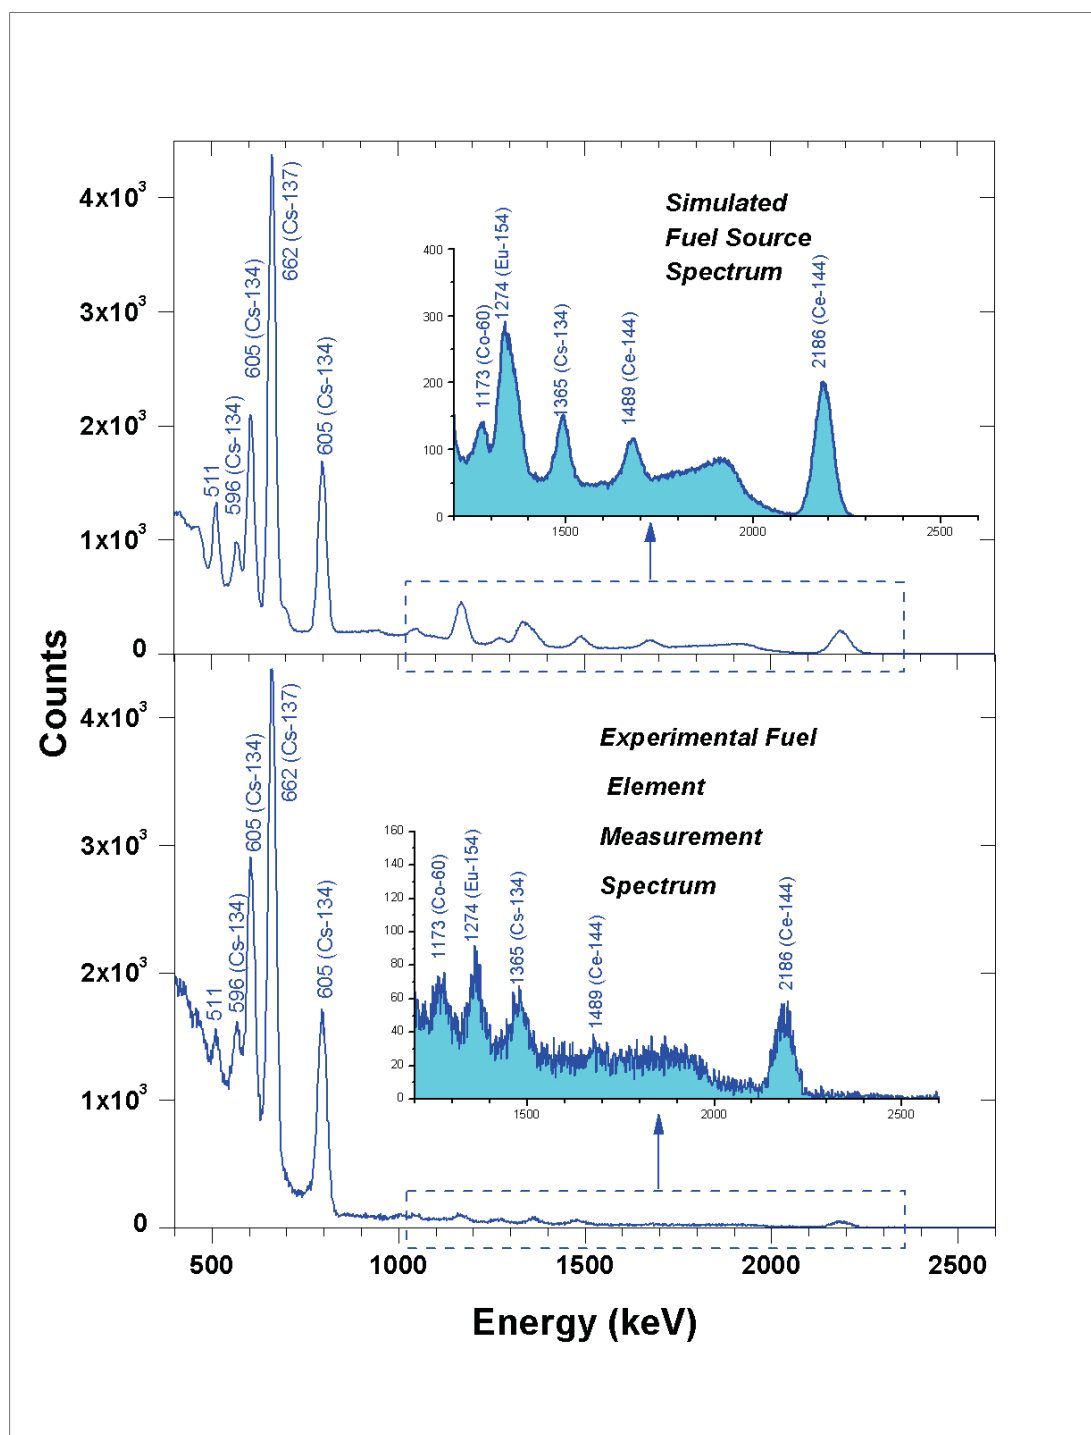 Counts
4x10³
3x10³
2x10³
1x10³
0
511
596 (Cs-134)
605 (Cs-134)
662 (Cs-137)
605 (Cs-134)
Simulated
Fuel Source
Spectrum
400
300
200
100
0
1173 (Co-60)
1274 (Eu-154)
1365 (Cs-134)
1489 (Ce-144)
2186 (Ce-144)
1500
2000
2500
4x10³
3x10³
2x10³
1x10³
0
511
596 (Cs-134)
605 (Cs-134)
662 (Cs-137)
605 (Cs-134)
Experimental Fuel
Element
Measurement
Spectrum
160
140
120
100
80
60
40
20
0
1173 (Co-60)
1274 (Eu-154)
1365 (Cs-134)
1489 (Ce-144)
2186 (Ce-144)
1500
2000
2500
500
1000
1500
2000
2500
Energy (keV)